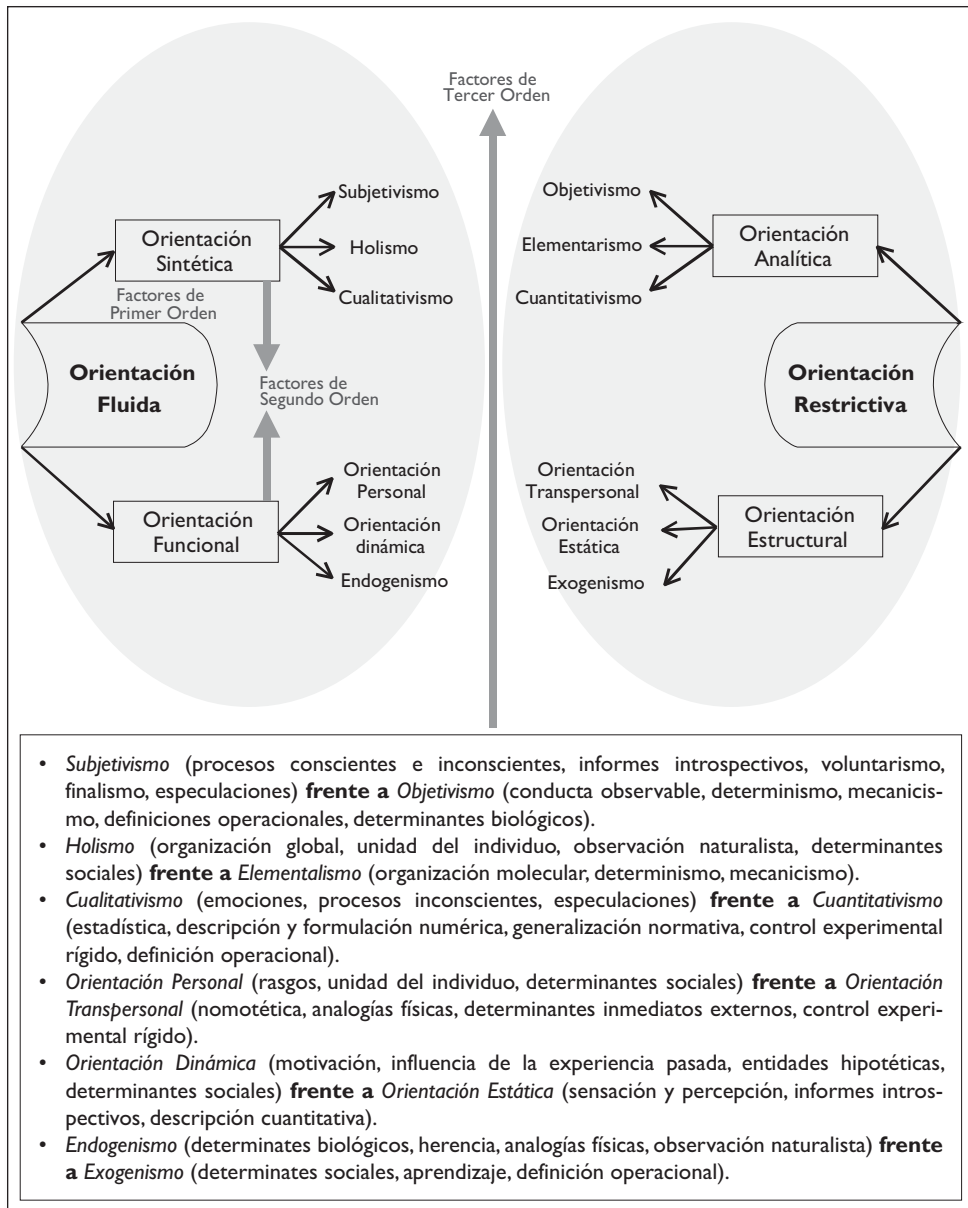 Factores de
Tercer Orden
Subjetivismo
Orientación
Sintética
Holismo
Cualitativismo
Factores de
Primer Orden
Orientación
Fluida
Factores de
Segundo Orden
Orientación
Personal
Orientación
Funcional
Orientación
dinámica
Endogenismo
Objetivismo
Elementarismo
Orientación
Analítica
Cuantitativismo
Orientación
Restrictiva
Orientación
Transpersonal
Orientación
Estática
Orientación
Estructural
Exogenismo
• Subjetivismo (procesos conscientes e inconscientes, informes introspectivos, voluntarismo,
finalismo, especulaciones) frente a Objetivismo (conducta observable, determinismo, mecanicis-
mo, definiciones operacionales, determinantes biológicos).
• Holismo (organización global, unidad del individuo, observación naturalista, determinantes
sociales) frente a Elementalismo (organización molecular, determinismo, mecanicismo).
• Cualitativismo (emociones, procesos inconscientes, especulaciones) frente a Cuantitativismo
(estadística, descripción y formulación numérica, generalización normativa, control experimental
rígido, definición operacional).
• Orientación Personal (rasgos, unidad del individuo, determinantes sociales) frente a Orientación
Transpersonal (nomotética, analogías físicas, determinantes inmediatos externos, control experi-
mental rígido).
• Orientación Dinámica (motivación, influencia de la experiencia pasada, entidades hipotéticas,
determinantes sociales) frente a Orientación Estática (sensación y percepción, informes intros-
pectivos, descripción cuantitativa).
• Endogenismo (determinates biológicos, herencia, analogías físicas, observación naturalista) frente
a Exogenismo (determinates sociales, aprendizaje, definición operacional).